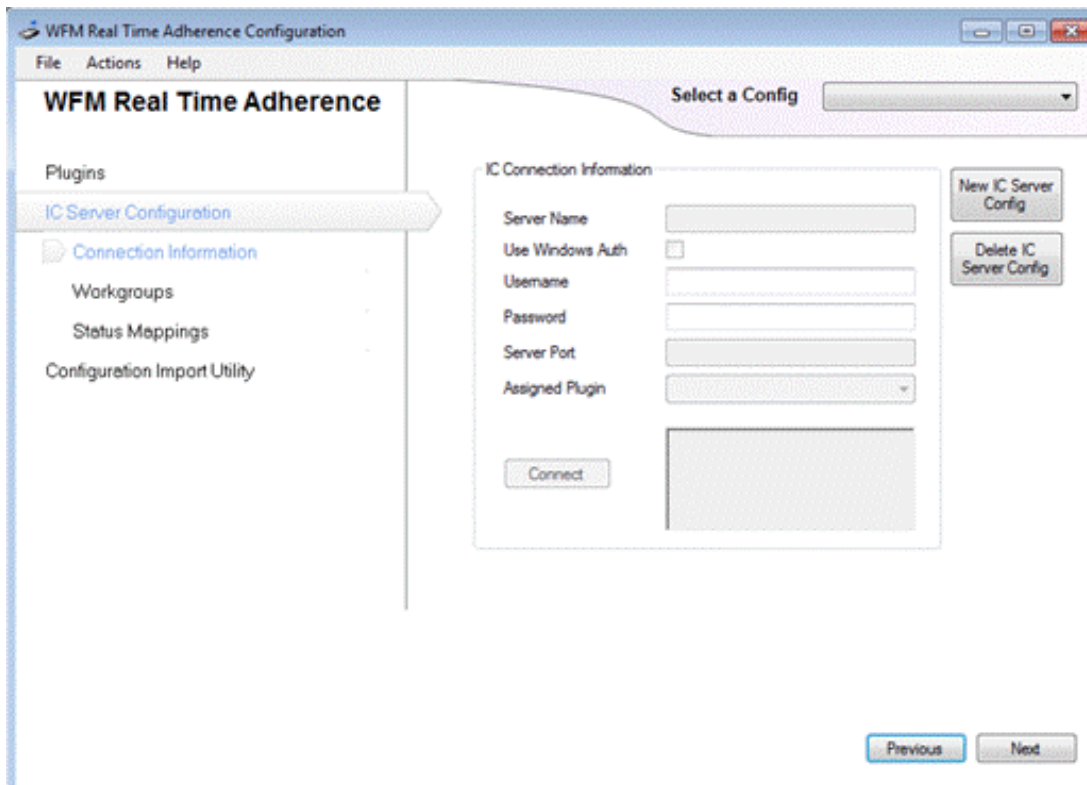 WFM Real Time Adherence Configuration
File Actions Help
WFM Real Time Adherence
Select a Config
Plugins
IC Server Configuration
Connection Information
Workgroups
Status Mappings
Configuration Import Utility
IC Connection Information
Server Name
Use Windows Auth
Username
Password
Server Port
Assigned Plugin
Connect
New IC Server
Config
Delete IC
Server Config
Previous Next